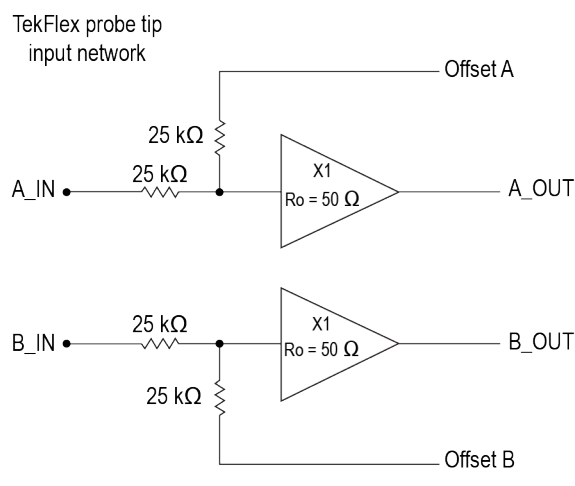 TekFlex probe tip
input network
Offset A
25 kΩ
25 kΩ
X1
A_IN
Ro = 50 Ω
A_OUT
25 kΩ
X1
B_IN
Ro = 50 Ω
B_OUT
25 kΩ
Offset B